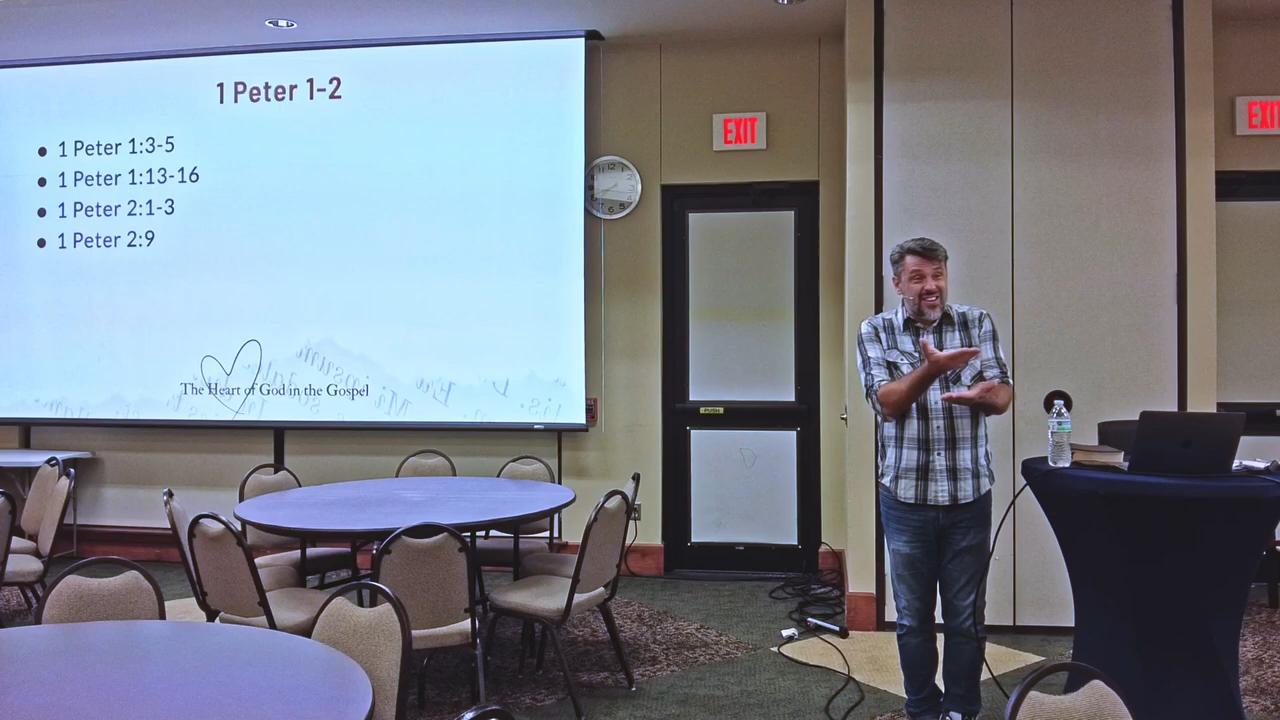 1 Peter 1-2
• 1 Peter 1:3-5
• 1 Peter 1:13-16
• 1 Peter 2:1-3
• 1 Peter 2:9
The Heart of God in the Gospel
EXIT
EXIT
PUSH